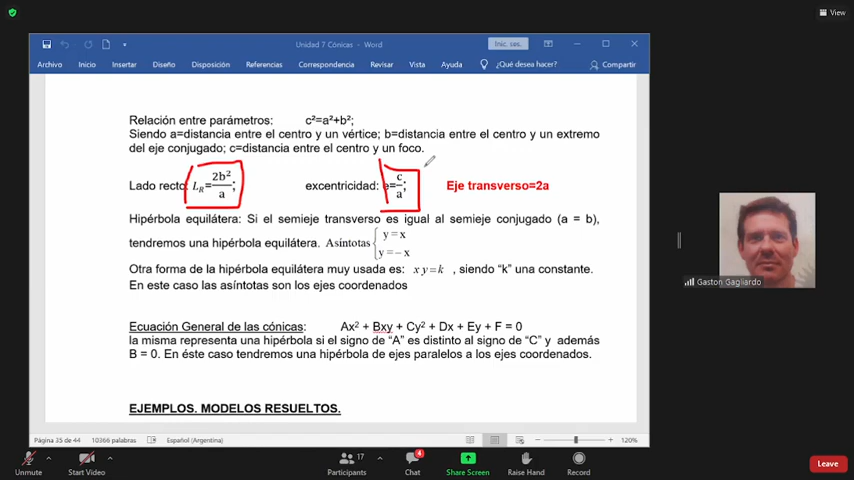 View
Unidad 7 Cónicas - Word
Inic. ses.
Archivo Inicio Insertar Diseño Disposición Referencias Correspondencia Revisar Vista Ayuda ¿Qué desea hacer? Compartir
Relación entre parámetros: c²=a²+b²;
Siendo a=distancia entre el centro y un vértice; b=distancia entre el centro y un extremo
del eje conjugado; c=distancia entre el centro y un foco.
Lado recto: L_R=2b²/a; excentricidad: e=c/a; Eje transverso=2a
Hipérbola equilátera: Si el semieje transverso es igual al semieje conjugado (a = b),
tendremos una hipérbola equilátera. Asíntotas { y = x
y = – x
Otra forma de la hipérbola equilátera muy usada es: x y = k , siendo “k” una constante.
En este caso las asíntotas son los ejes coordenados
Ecuación General de las cónicas: Ax² + Bxy + Cy² + Dx + Ey + F = 0
la misma representa una hipérbola si el signo de “A” es distinto al signo de “C” y además
B = 0. En éste caso tendremos una hipérbola de ejes paralelos a los ejes coordenados.
EJEMPLOS. MODELOS RESUELTOS.
Página 35 de 44 10366 palabras Español (Argentina) 120%
Gaston Gagliardo
Unmute Start Video Participants 17 Chat 4 Share Screen Raise Hand Record Leave